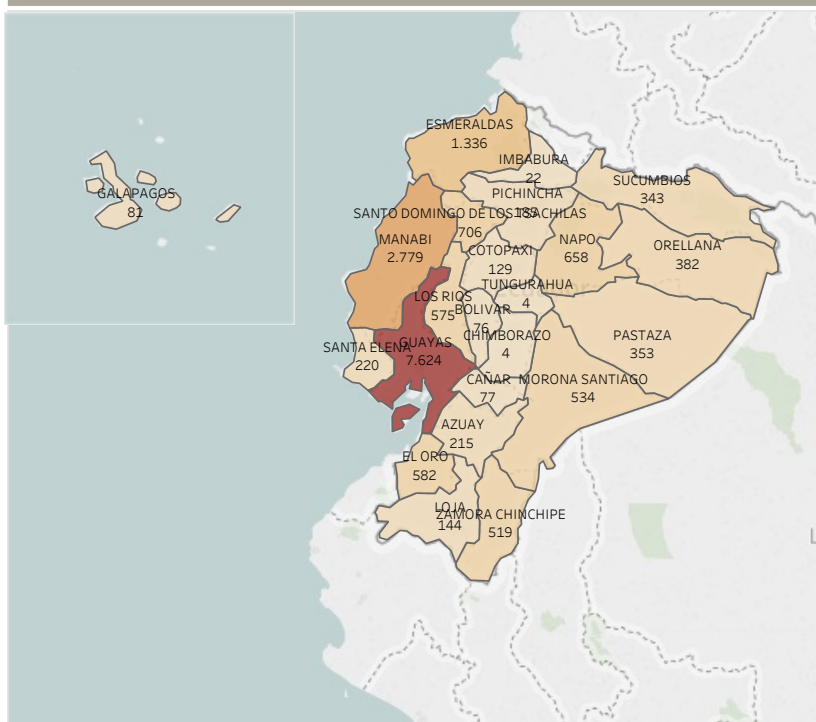 ESMERALDAS
1.336
IMBABURA
22
SUCUMBIOS
343
GALAPAGOS
81
PICHINCHA
185
SANTO DOMINGO DE LOS TSACHILAS
706
MANABI
2.779
NAPO
658
ORELLANA
382
COTOPAXI
129
TUNGURAHUA
4
LOS RIOS
575
BOLIVAR
76
CHIMBORAZO
4
PASTAZA
353
SANTA ELENA
220
GUAYAS
7.624
CAÑAR
77
MORONA SANTIAGO
534
AZUAY
215
EL ORO
582
LOJA
144
ZAMORA CHINCHIPE
519